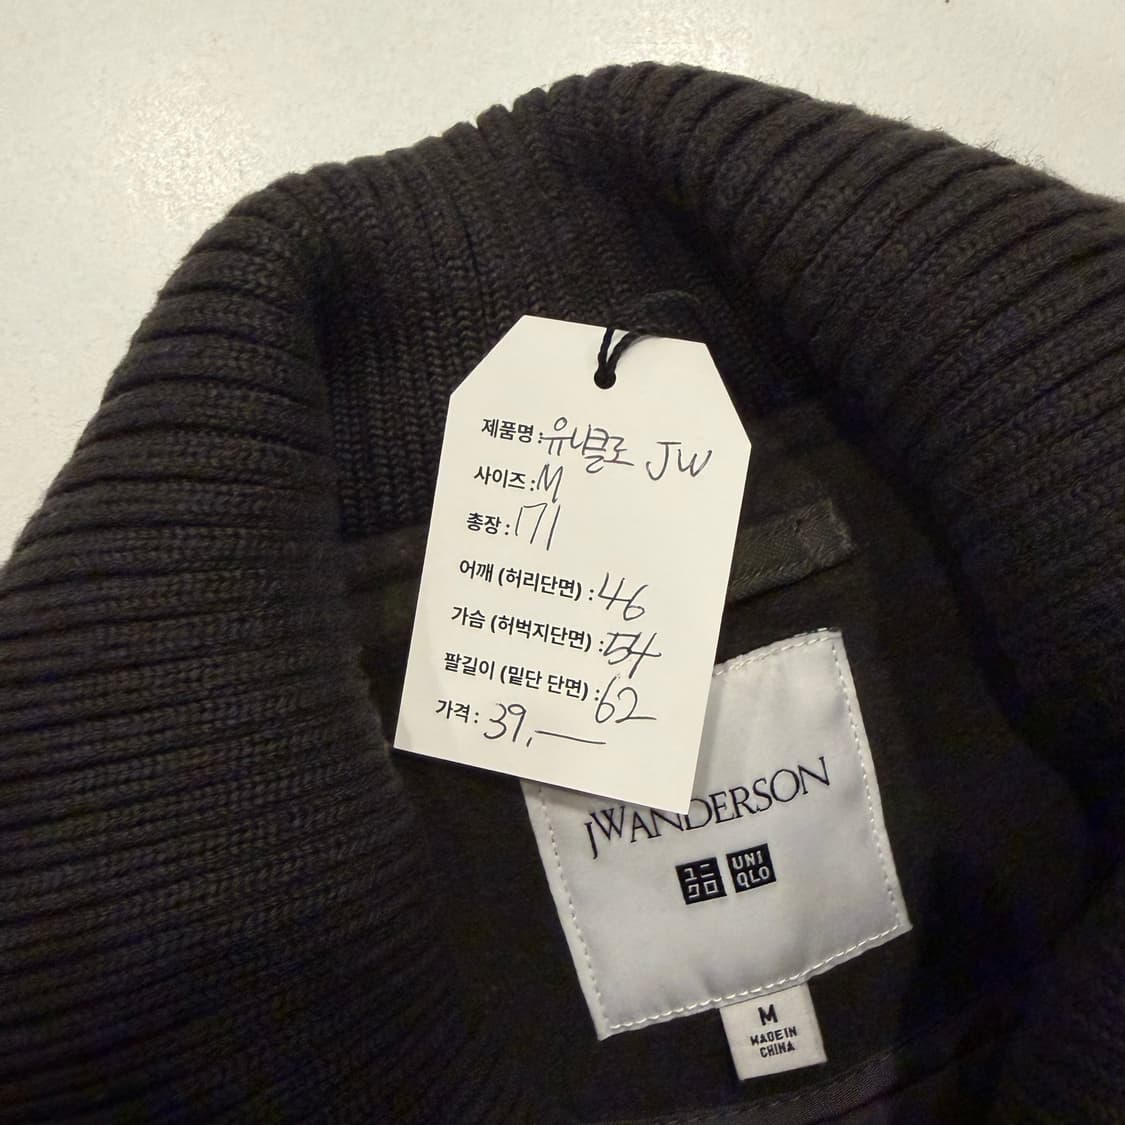 제품명 : 유니클로 JW
사이즈 : M
총장 : 171
어깨 (허리단면) : 46
가슴 (허벅지단면) : 54
팔길이 (밑단 단면) : 62
가격 : 39,—
JWANDERSON
ユニ UNI
クロ QLO
M
MADE IN
CHINA